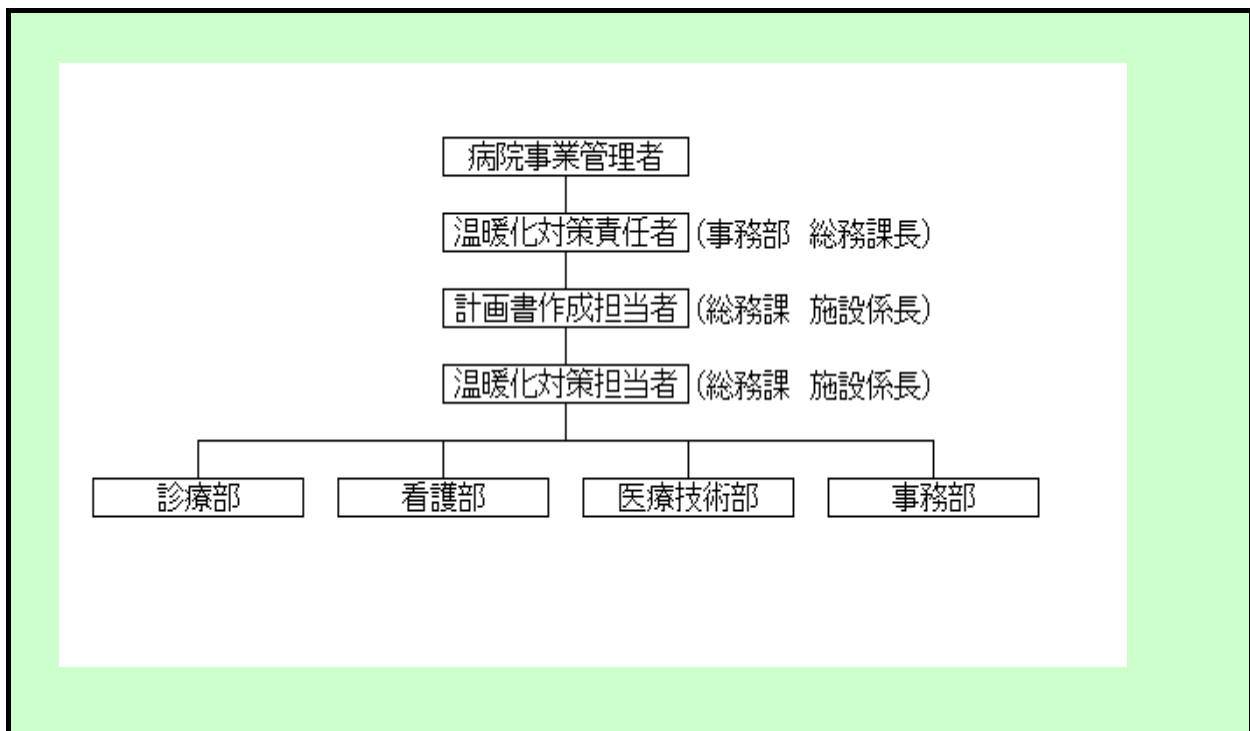 病院事業管理者
温暖化対策責任者 (事務部 総務課長)
計画書作成担当者 (総務課 施設係長)
温暖化対策担当者 (総務課 施設係長)
診療部 看護部 医療技術部 事務部